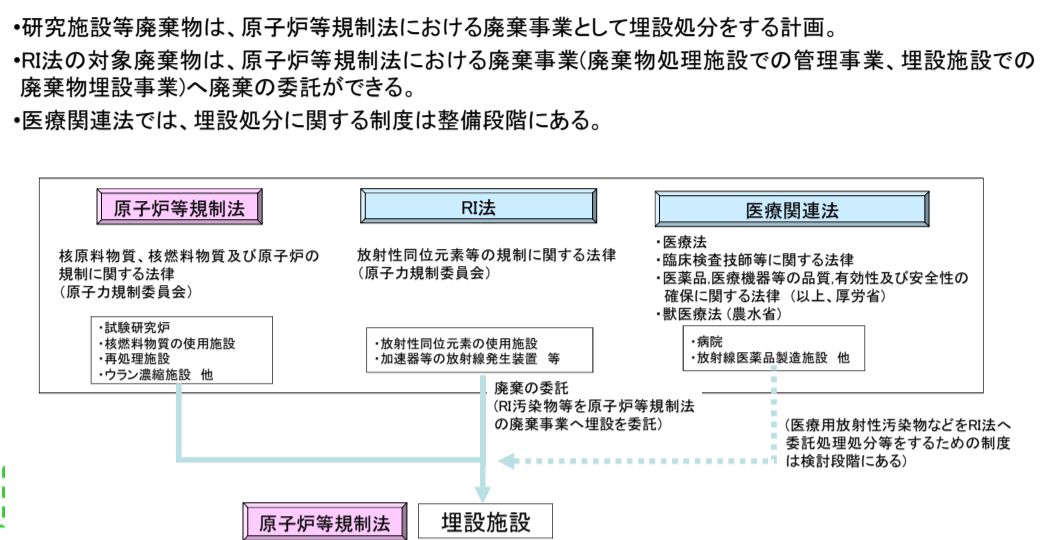 •研究施設等廃棄物は、原子炉等規制法における廃棄事業として埋設処分をする計画。
•RI法の対象廃棄物は、原子炉等規制法における廃棄事業(廃棄物処理施設での管理事業、埋設施設での
廃棄物埋設事業)へ廃棄の委託ができる。
•医療関連法では、埋設処分に関する制度は整備段階にある。
原子炉等規制法
核原料物質、核燃料物質及び原子炉の
規制に関する法律
(原子力規制委員会)
・試験研究炉
・核燃料物質の使用施設
・再処理施設
・ウラン濃縮施設 他
RI法
放射性同位元素等の規制に関する法律
(原子力規制委員会)
・放射性同位元素の使用施設
・加速器等の放射線発生装置 等
医療関連法
・医療法
・臨床検査技師等に関する法律
・医薬品,医療機器等の品質,有効性及び安全性の
確保に関する法律 (以上、厚労省)
・獣医療法(農水省)
・病院
・放射線医薬品製造施設 他
廃棄の委託
(RI汚染物等を原子炉等規制法
の廃棄事業へ埋設を委託)
(医療用放射性汚染物などをRI法へ
委託処理処分等をするための制度
は検討段階にある)
原子炉等規制法
埋設施設